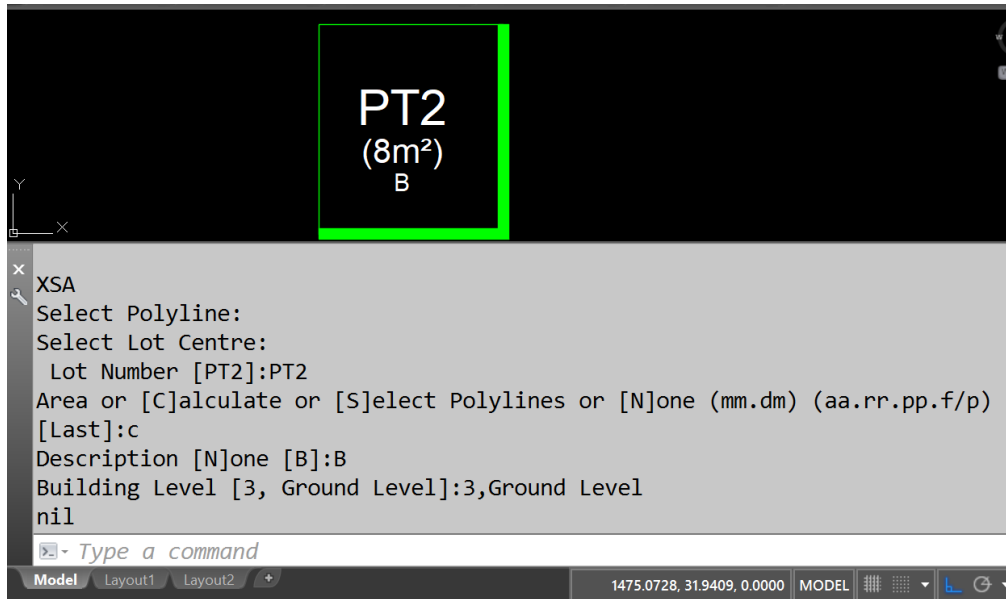 PT2
(8m²)
B
Y
X
W
XSA
Select Polyline:
Select Lot Centre:
Lot Number [PT2]:PT2
Area or [C]alculate or [S]elect Polylines or [N]one (mm.dm) (aa.rr.pp.f/p)
[Last]:c
Description [N]one [B]:B
Building Level [3, Ground Level]:3,Ground Level
nil
Type a command
Model Layout1 Layout2 +
1475.0728, 31.9409, 0.0000 MODEL